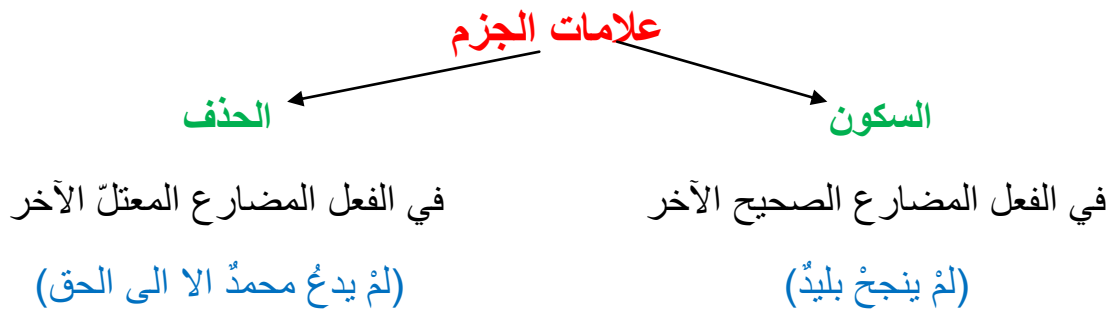 علامات الجزم
السكون
الحذف
في الفعل المضارع الصحيح الآخر
في الفعل المضارع المعتلّ الآخر
(لمْ ينجحْ بليدٌ)
(لمْ يدعُ محمدٌ الا الى الحق)